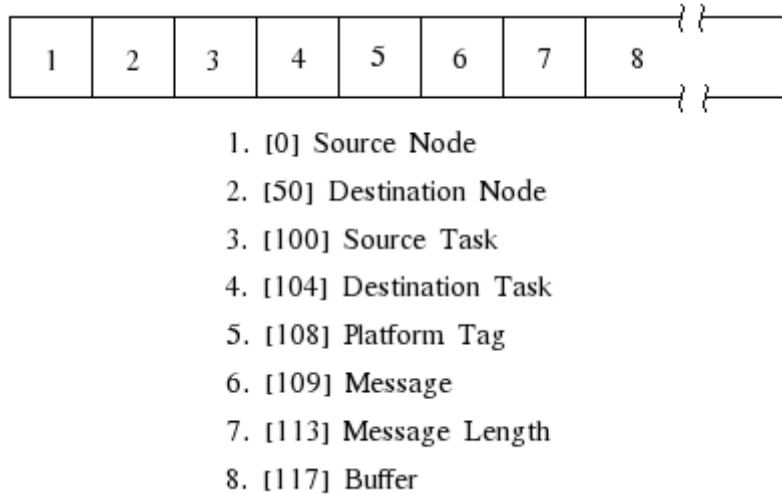 1 2 3 4 5 6 7 8
1. [0] Source Node
2. [50] Destination Node
3. [100] Source Task
4. [104] Destination Task
5. [108] Platform Tag
6. [109] Message
7. [113] Message Length
8. [117] Buffer